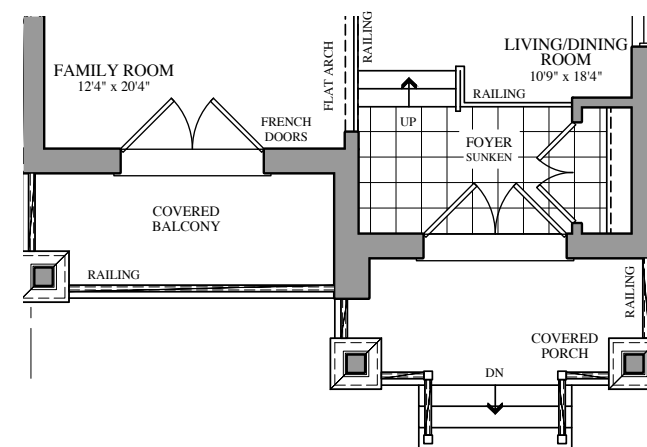 FAMILY ROOM
12'4" x 20'4"
FRENCH
DOORS
FLAT ARCH
RAILING
LIVING/DINING
ROOM
10'9" x 18'4"
RAILING
UP
FOYER
SUNKEN
COVERED
BALCONY
RAILING
RAILING
COVERED
PORCH
DN